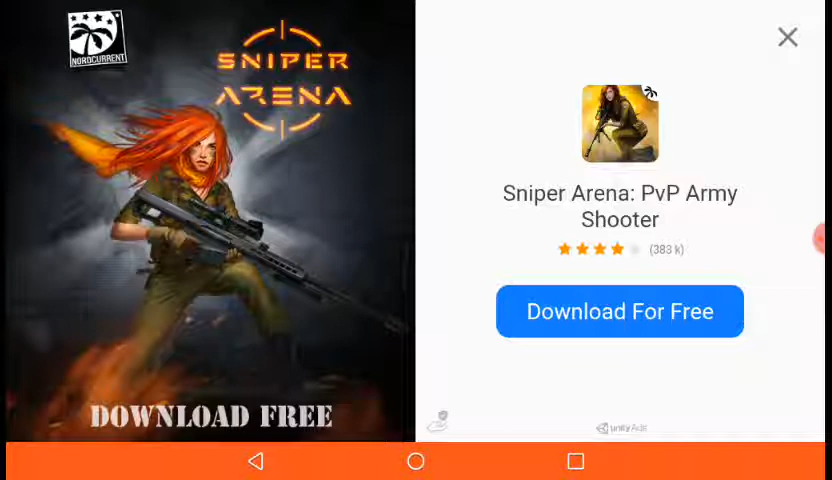 NORDCURRENT
SNIPER
ARENA
DOWNLOAD FREE
Sniper Arena: PvP Army
Shooter
(383 k)
Download For Free
unity Ads